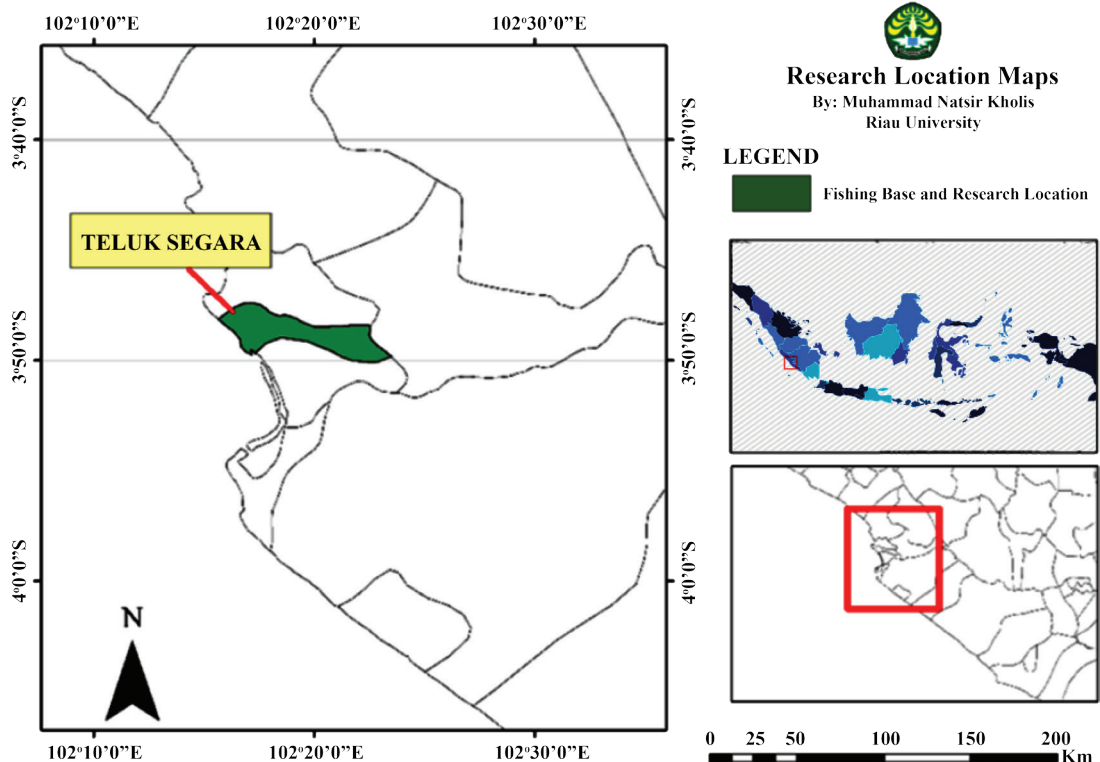 102°10'0"E 102°20'0"E 102°30'0"E
3°40'0"S
3°50'0"S
4°0'0"S
TELUK SEGARA
N
3°40'0"S
3°50'0"S
4°0'0"S
102°10'0"E 102°20'0"E 102°30'0"E
Research Location Maps
By: Muhammad Natsir Kholis
Riau University
LEGEND
Fishing Base and Research Location
0 25 50 100 150 200
Km